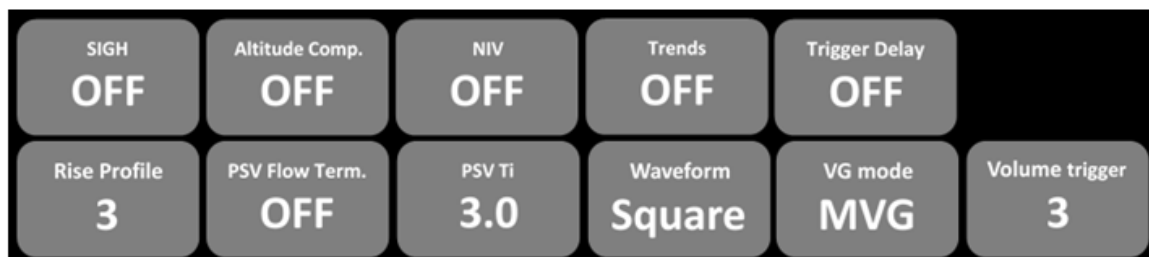 SIGH Altitude Comp. NIV Trends Trigger Delay
OFF OFF OFF OFF OFF
Rise Profile PSV Flow Term. PSV Ti Waveform VG mode Volume trigger
3 OFF 3.0 Square MVG 3